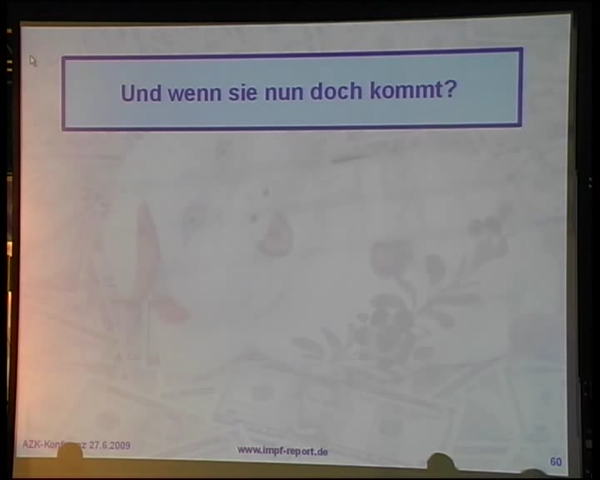 Und wenn sie nun doch kommt?
AZK-Konferenz 27.6.2009
www.impf-report.de
60